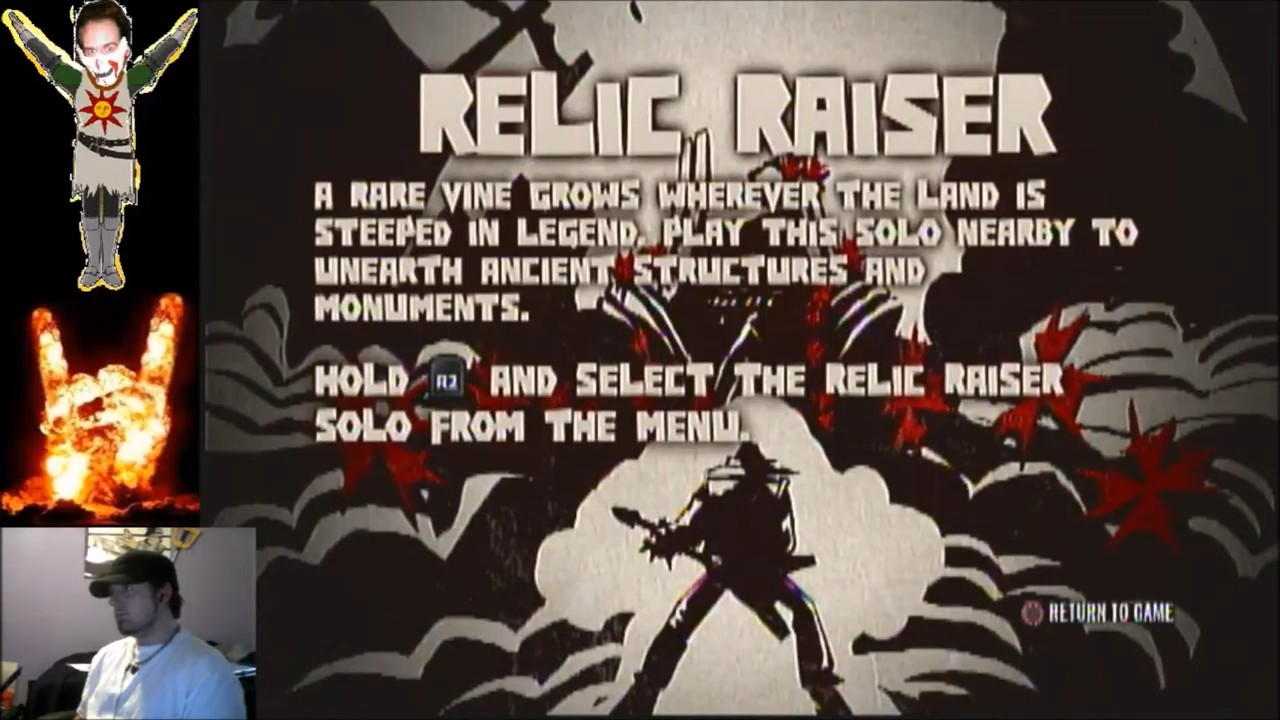 RELIC RAISER
A RARE VINE GROWS WHEREVER THE LAND IS
STEEPED IN LEGEND. PLAY THIS SOLO NEARBY TO
UNEARTH ANCIENT STRUCTURES AND
MONUMENTS.
HOLD R2 AND SELECT THE RELIC RAISER
SOLO FROM THE MENU.
RETURN TO GAME